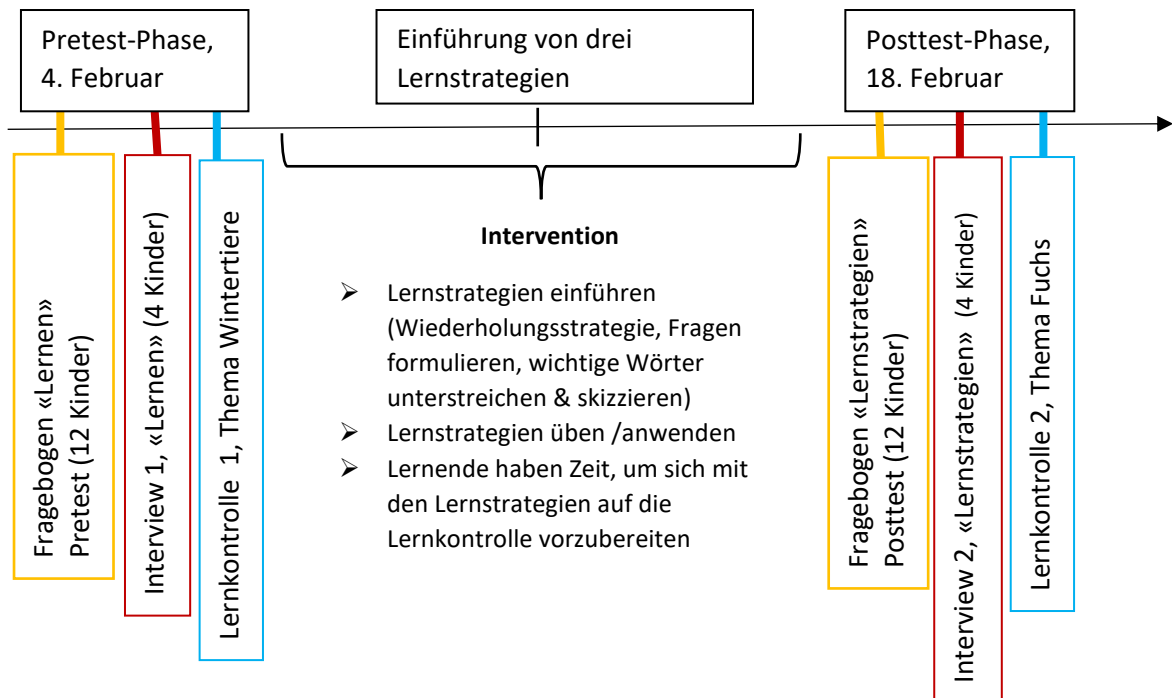 Pretest-Phase,
4. Februar
Einführung von drei
Lernstrategien
Posttest-Phase,
18. Februar
Fragebogen «Lernen»
Pretest (12 Kinder)
Interview 1, «Lernen» (4 Kinder)
Lernkontrolle 1, Thema Wintertiere
Intervention
➢ Lernstrategien einführen
(Wiederholungsstrategie, Fragen
formulieren, wichtige Wörter
unterstreichen & skizzieren)
➢ Lernstrategien üben /anwenden
➢ Lernende haben Zeit, um sich mit
den Lernstrategien auf die
Lernkontrolle vorzubereiten
Fragebogen «Lernstrategien»
Posttest (12 Kinder)
Interview 2, «Lernstrategien» (4 Kinder)
Lernkontrolle 2, Thema Fuchs